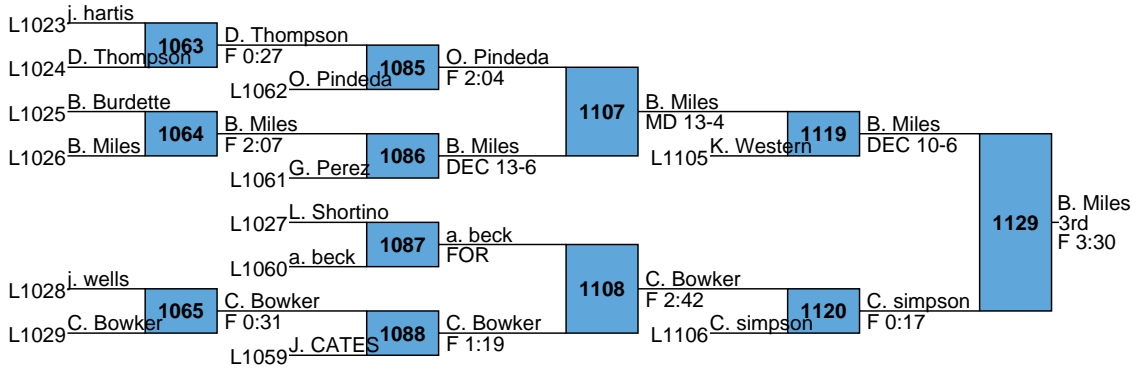 L1023 j. hartis
1063
D. Thompson
F 0:27
L1024 D. Thompson
1085
O. Pindeda
F 2:04
L1062 O. Pindeda
L1025 B. Burdette
1064
B. Miles
F 2:07
L1026 B. Miles
1086
B. Miles
DEC 13-6
L1061 G. Perez
1107
B. Miles
MD 13-4
1119
B. Miles
DEC 10-6
L1105 K. Western
L1027 L. Shortino
1087
a. beck
FOR
L1060 a. beck
L1028 j. wells
1065
C. Bowker
F 0:31
L1029 C. Bowker
1088
C. Bowker
F 1:19
L1059 J. CATES
1108
C. Bowker
F 2:42
1120
C. simpson
F 0:17
L1106 C. simpson
1129
B. Miles
3rd
F 3:30